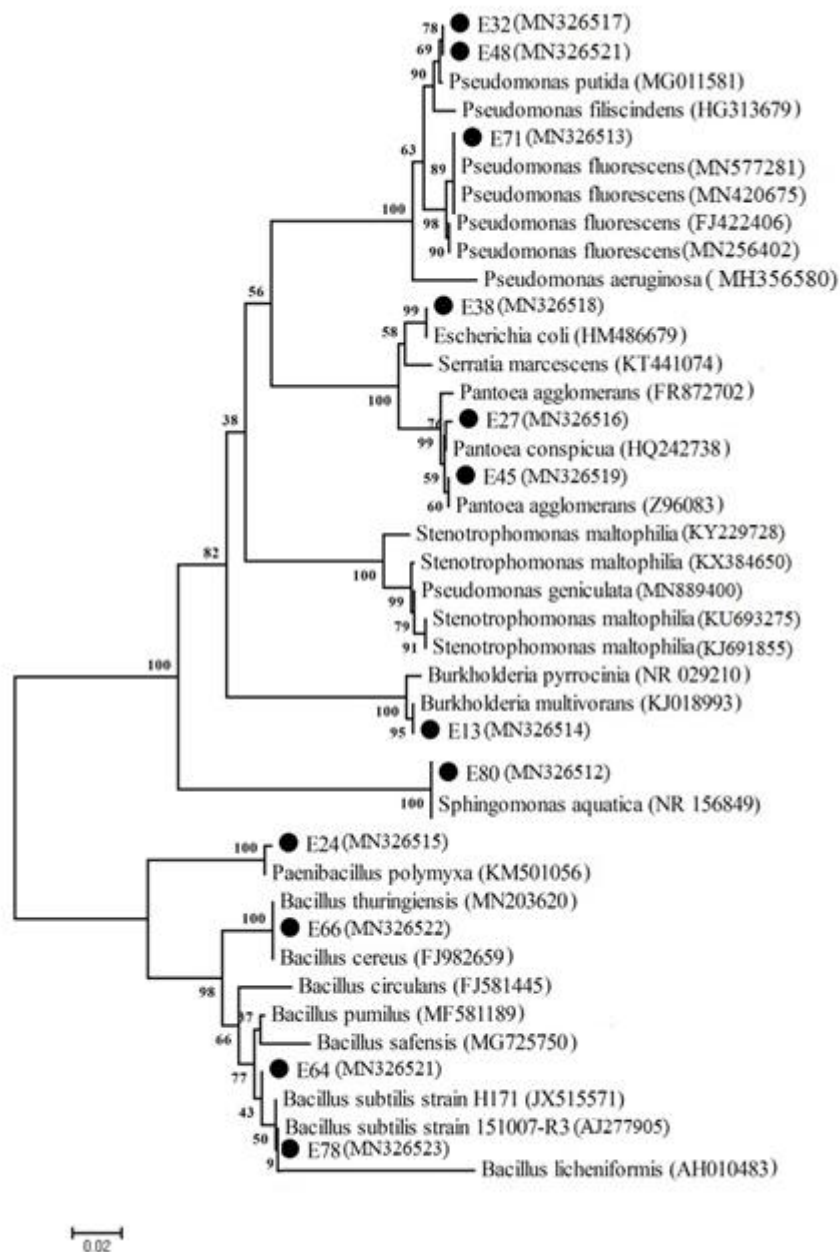 78
E32 (MN326517)
69
E48 (MN326521)
90
Pseudomonas putida (MG011581)
Pseudomonas filiscindens (HG313679)
63
E71 (MN326513)
89
Pseudomonas fluorescens (MN577281)
Pseudomonas fluorescens (MN420675)
100
98
Pseudomonas fluorescens (FJ422406)
90
Pseudomonas fluorescens (MN256402)
Pseudomonas aeruginosa ( MH356580)
56
99
E38 (MN326518)
58
Escherichia coli (HM486679)
Serratia marcescens (KT441074)
100
Pantoea agglomerans (FR872702)
76
E27 (MN326516)
38
99
Pantoea conspicua (HQ242738)
59
E45 (MN326519)
60
Pantoea agglomerans (Z96083)
Stenotrophomonas maltophilia (KY229728)
82
100
Stenotrophomonas maltophilia (KX384650)
99
Pseudomonas geniculata (MN889400)
79
Stenotrophomonas maltophilia (KU693275)
91
Stenotrophomonas maltophilia (KJ691855)
100
Burkholderia pyrrocinia (NR 029210)
100
Burkholderia multivorans (KJ018993)
95
E13 (MN326514)
E80 (MN326512)
100
Sphingomonas aquatica (NR 156849)
100
E24 (MN326515)
Paenibacillus polymyxa (KM501056)
Bacillus thuringiensis (MN203620)
100
E66 (MN326522)
Bacillus cereus (FJ982659)
98
Bacillus circulans (FJ581445)
Bacillus pumilus (MF581189)
66
Bacillus safensis (MG725750)
77
E64 (MN326521)
43
Bacillus subtilis strain H171 (JX515571)
Bacillus subtilis strain 151007-R3 (AJ277905)
50
E78 (MN326523)
9
Bacillus licheniformis (AH010483)
0.02